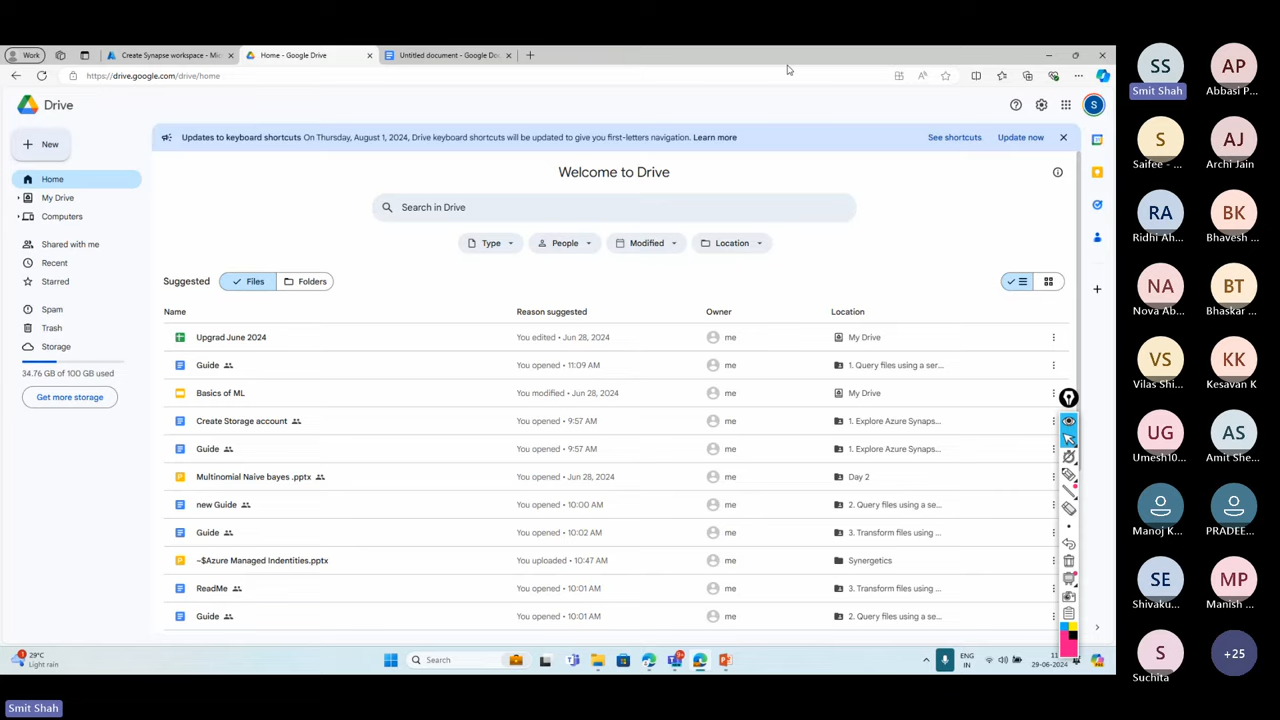 Work
Create Synapse workspace - Mic
Home - Google Drive
Untitled document - Google Doc
https://drive.google.com/drive/home
Drive
S
Updates to keyboard shortcuts On Thursday, August 1, 2024, Drive keyboard shortcuts will be updated to give you first-letters navigation. Learn more
See shortcuts
Update now
New
Home
My Drive
Computers
Shared with me
Recent
Starred
Spam
Trash
Storage
34.76 GB of 100 GB used
Get more storage
Welcome to Drive
Search in Drive
Type
People
Modified
Location
Suggested
Files
Folders
Name Reason suggested Owner Location
Upgrad June 2024 You edited • Jun 28, 2024 me My Drive
Guide You opened • 11:09 AM me 1. Query files using a ser...
Basics of ML You modified • Jun 28, 2024 me My Drive
Create Storage account You opened • 9:57 AM me 1. Explore Azure Synaps...
Guide You opened • 9:57 AM me 1. Explore Azure Synaps...
Multinomial Naive bayes .pptx You opened • Jun 28, 2024 me Day 2
new Guide You opened • 10:00 AM me 2. Query files using a se...
Guide You opened • 10:02 AM me 3. Transform files using ...
~$Azure Managed Indentities.pptx You uploaded • 10:47 AM me Synergetics
ReadMe You opened • 10:01 AM me 3. Transform files using ...
Guide You opened • 10:01 AM me 2. Query files using a se...
29°C
Light rain
Search
ENG
IN
29-06-2024
Smit Shah
SS
Smit Shah
AP
Abbasi P...
S
Saifee - ...
AJ
Archi Jain
RA
Ridhi Ah...
BK
Bhavesh ...
NA
Nova Ab...
BT
Bhaskar ...
VS
Vilas Shi...
KK
Kesavan K
UG
Umesh10...
AS
Amit She...
Manoj K...
PRADEE...
SE
Shivaku...
MP
Manish ...
S
Suchita
+25